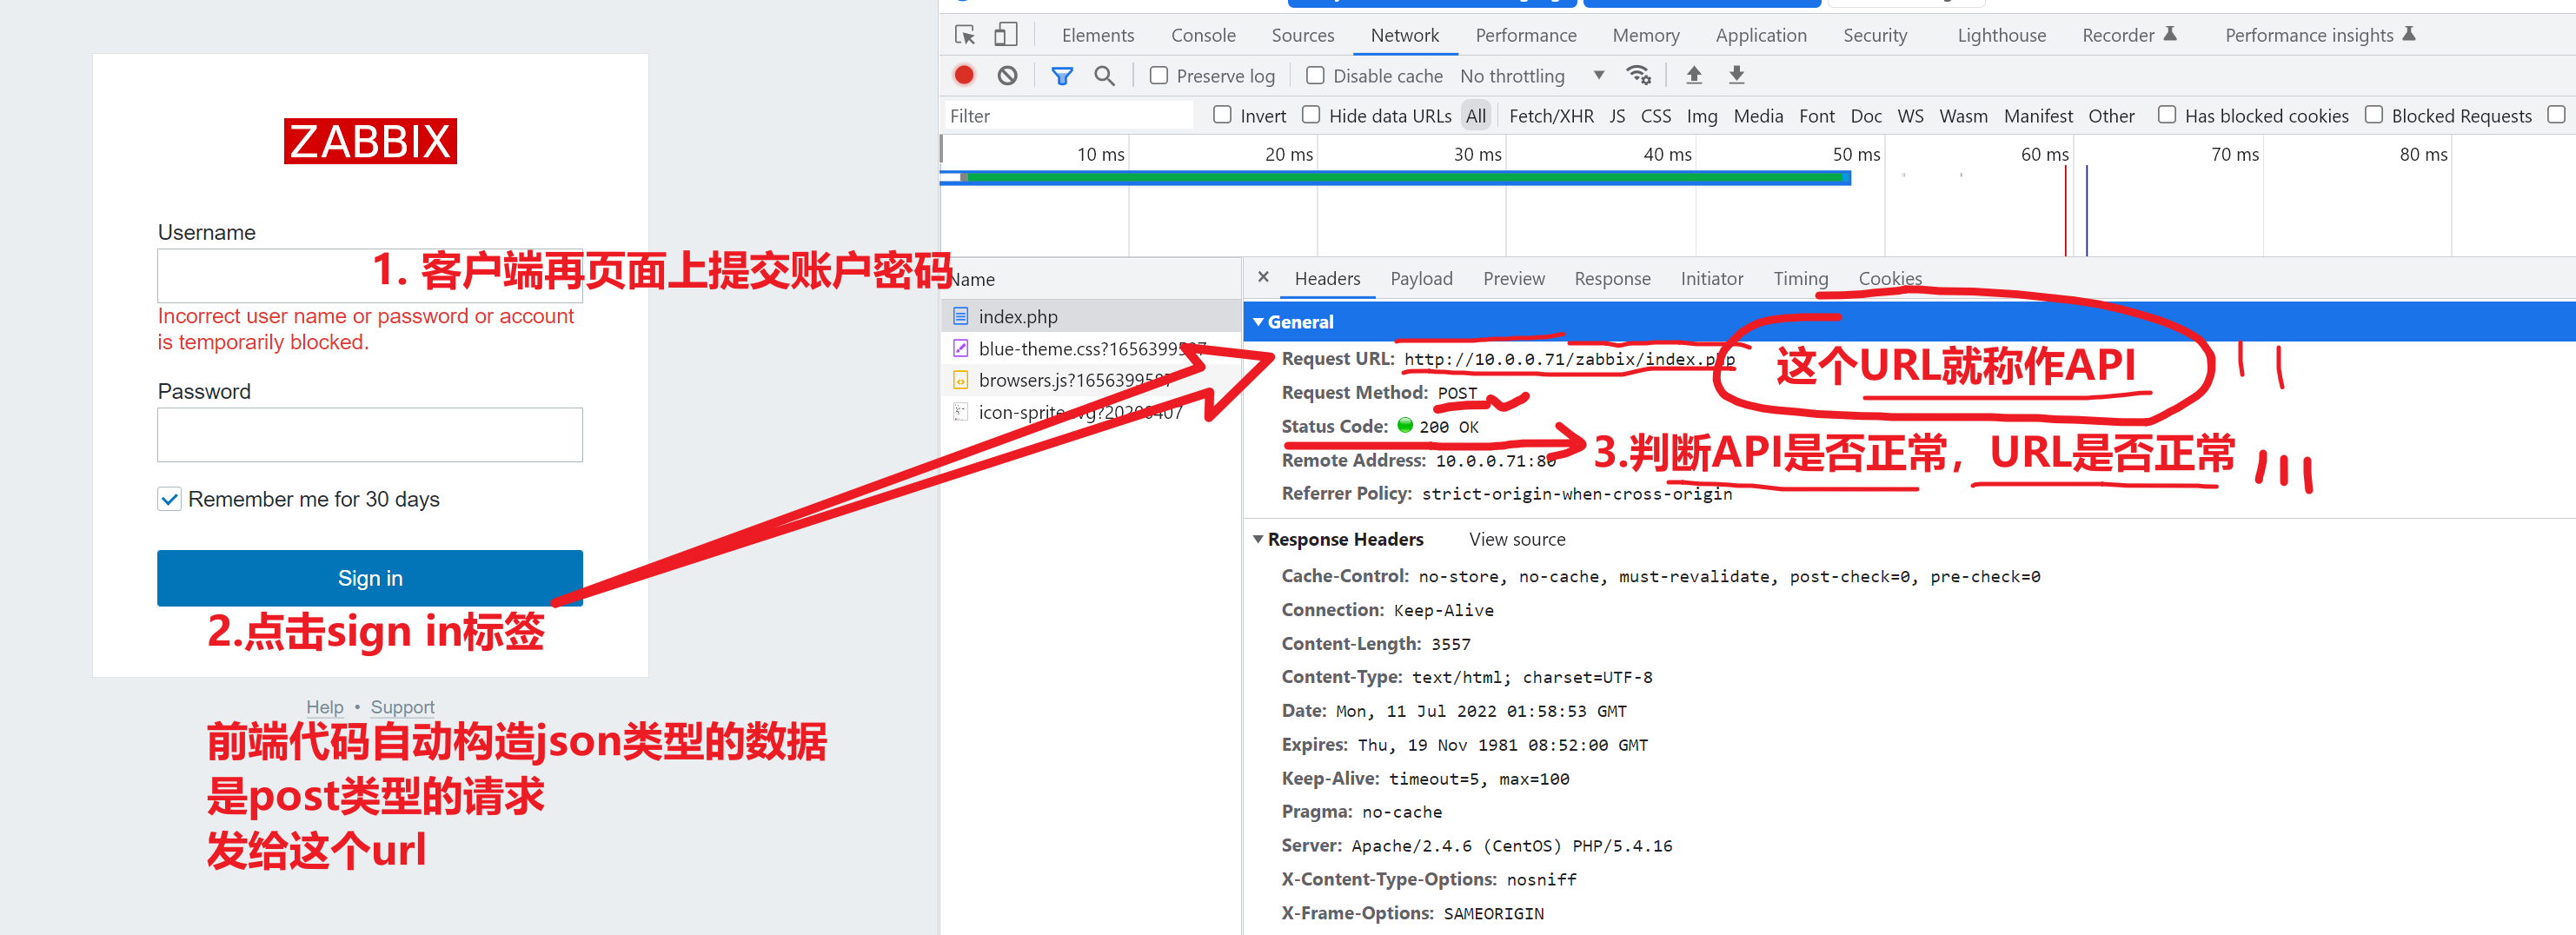 ZABBIX
Username
1. 客户端再页面上提交账户密码
Incorrect user name or password or account
is temporarily blocked.
Password
Remember me for 30 days
Sign in
2.点击sign in标签
Help • Support
前端代码自动构造json类型的数据
是post类型的请求
发给这个url
Elements Console Sources Network Performance Memory Application Security Lighthouse Recorder Performance insights
Preserve log Disable cache No throttling
Filter Invert Hide data URLs All Fetch/XHR JS CSS Img Media Font Doc WS Wasm Manifest Other Has blocked cookies Blocked Requests
10 ms 20 ms 30 ms 40 ms 50 ms 60 ms 70 ms 80 ms
Name
index.php
blue-theme.css?1656399587
browsers.js?1656399587
icon-sprite.svg?20200407
Headers Payload Preview Response Initiator Timing Cookies
General
Request URL: http://10.0.0.71/zabbix/index.php
这个URL就称作API
Request Method: POST
Status Code: 200 OK
3.判断API是否正常，URL是否正常
Remote Address: 10.0.0.71:80
Referrer Policy: strict-origin-when-cross-origin
Response Headers View source
Cache-Control: no-store, no-cache, must-revalidate, post-check=0, pre-check=0
Connection: Keep-Alive
Content-Length: 3557
Content-Type: text/html; charset=UTF-8
Date: Mon, 11 Jul 2022 01:58:53 GMT
Expires: Thu, 19 Nov 1981 08:52:00 GMT
Keep-Alive: timeout=5, max=100
Pragma: no-cache
Server: Apache/2.4.6 (CentOS) PHP/5.4.16
X-Content-Type-Options: nosniff
X-Frame-Options: SAMEORIGIN